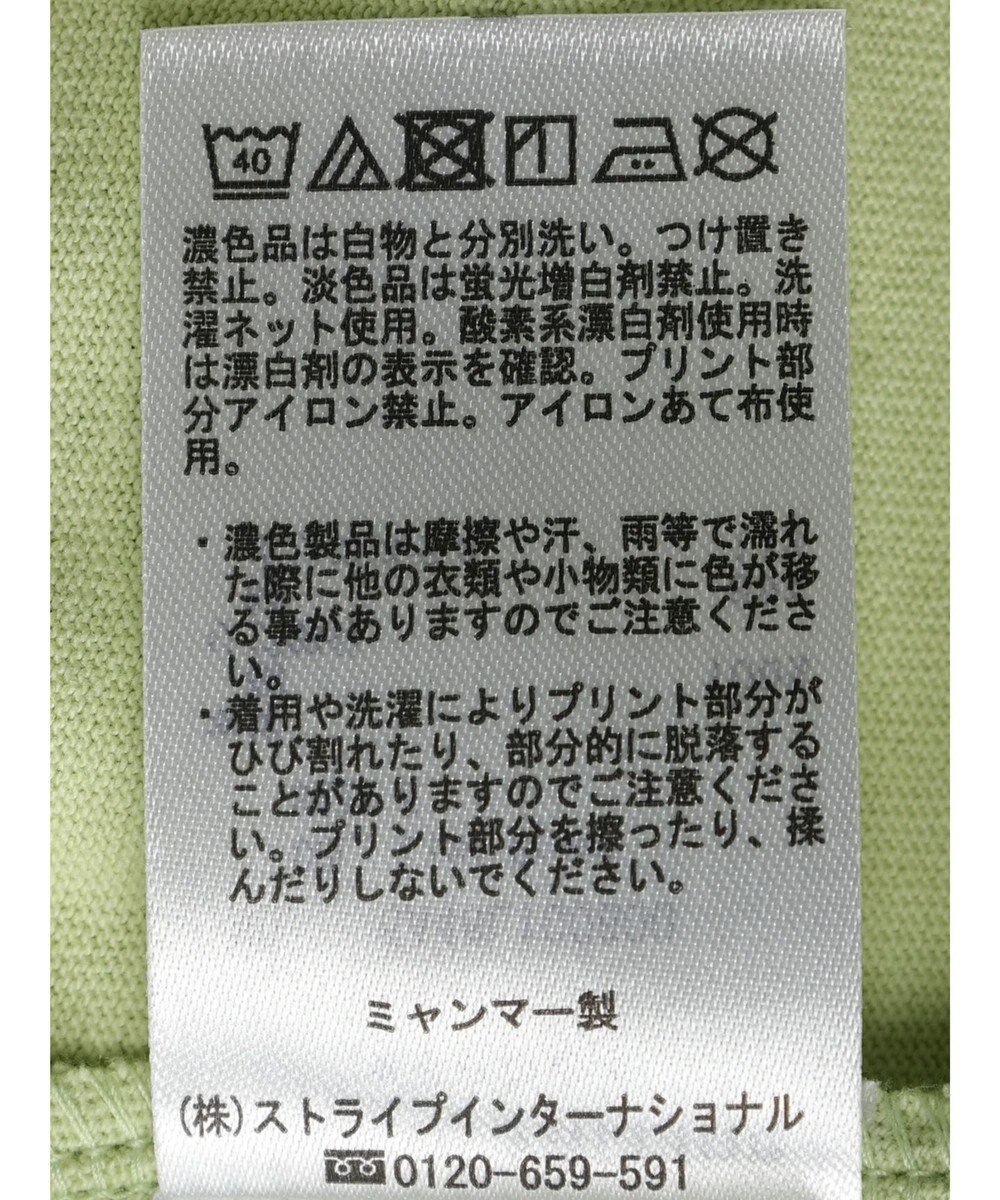 40
濃色品は白物と分別洗い。つけ置き
禁止。淡色品は蛍光増白剤禁止。洗
濯ネット使用。酸素系漂白剤使用時
は漂白剤の表示を確認。プリント部
分アイロン禁止。アイロンあて布使
用。
・濃色製品は摩擦や汗、雨等で濡れ
た際に他の衣類や小物類に色が移
る事がありますのでご注意くださ
い。
・着用や洗濯によりプリント部分が
ひび割れたり、部分的に脱落する
ことがありますのでご注意くださ
い。プリント部分を擦ったり、揉
んだりしないでください。
ミャンマー製
(株)ストライプインターナショナル
0120-659-591